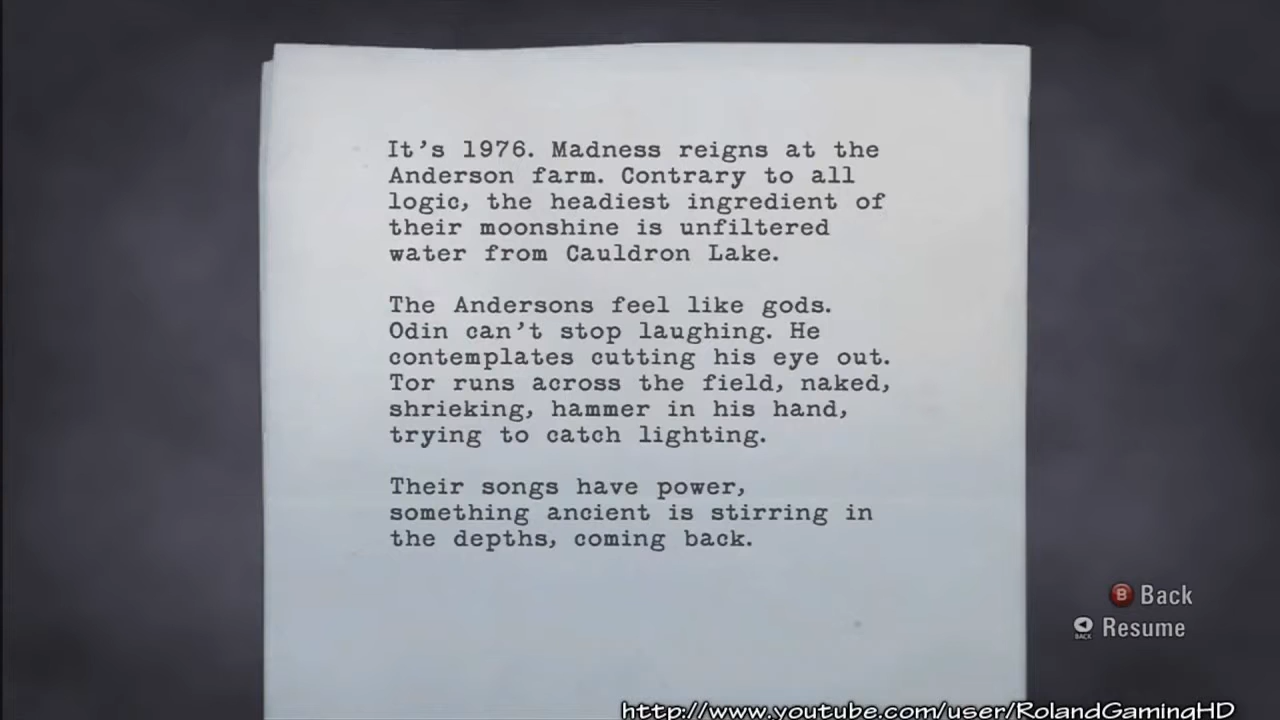 It's 1976. Madness reigns at the
Anderson farm. Contrary to all
logic, the headiest ingredient of
their moonshine is unfiltered
water from Cauldron Lake.
The Andersons feel like gods.
Odin can't stop laughing. He
contemplates cutting his eye out.
Tor runs across the field, naked,
shrieking, hammer in his hand,
trying to catch lighting.
Their songs have power,
something ancient is stirring in
the depths, coming back.
B Back
BACK Resume
http://www.youtube.com/user/RolandGamingHD